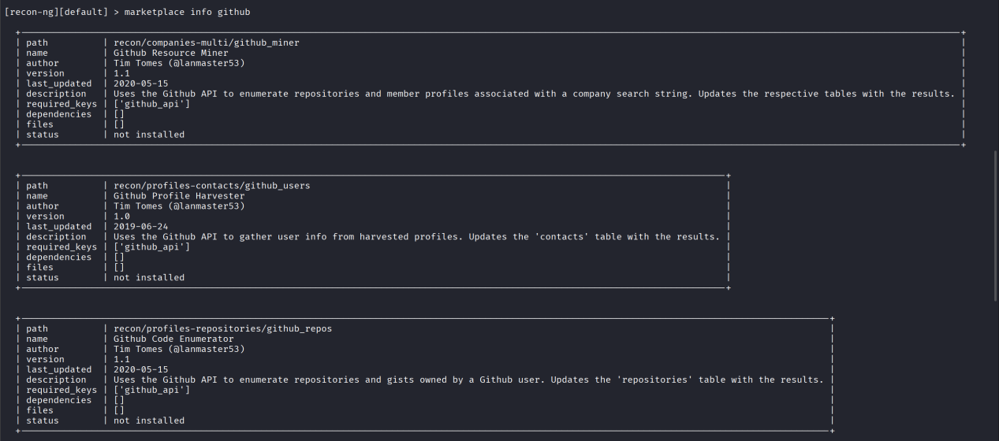 [recon-ng][default] > marketplace info github
path | recon/companies-multi/github_miner
name | Github Resource Miner
author | Tim Tomes (@lanmaster53)
version | 1.1
last_updated | 2020-05-15
description | Uses the Github API to enumerate repositories and member profiles associated with a company search string. Updates the respective tables with the results.
required_keys | ['github_api']
dependencies | []
files | []
status | not installed
path | recon/profiles-contacts/github_users
name | Github Profile Harvester
author | Tim Tomes (@lanmaster53)
version | 1.0
last_updated | 2019-06-24
description | Uses the Github API to gather user info from harvested profiles. Updates the 'contacts' table with the results.
required_keys | ['github_api']
dependencies | []
files | []
status | not installed
path | recon/profiles-repositories/github_repos
name | Github Code Enumerator
author | Tim Tomes (@lanmaster53)
version | 1.1
last_updated | 2020-05-15
description | Uses the Github API to enumerate repositories and gists owned by a Github user. Updates the 'repositories' table with the results.
required_keys | ['github_api']
dependencies | []
files | []
status | not installed